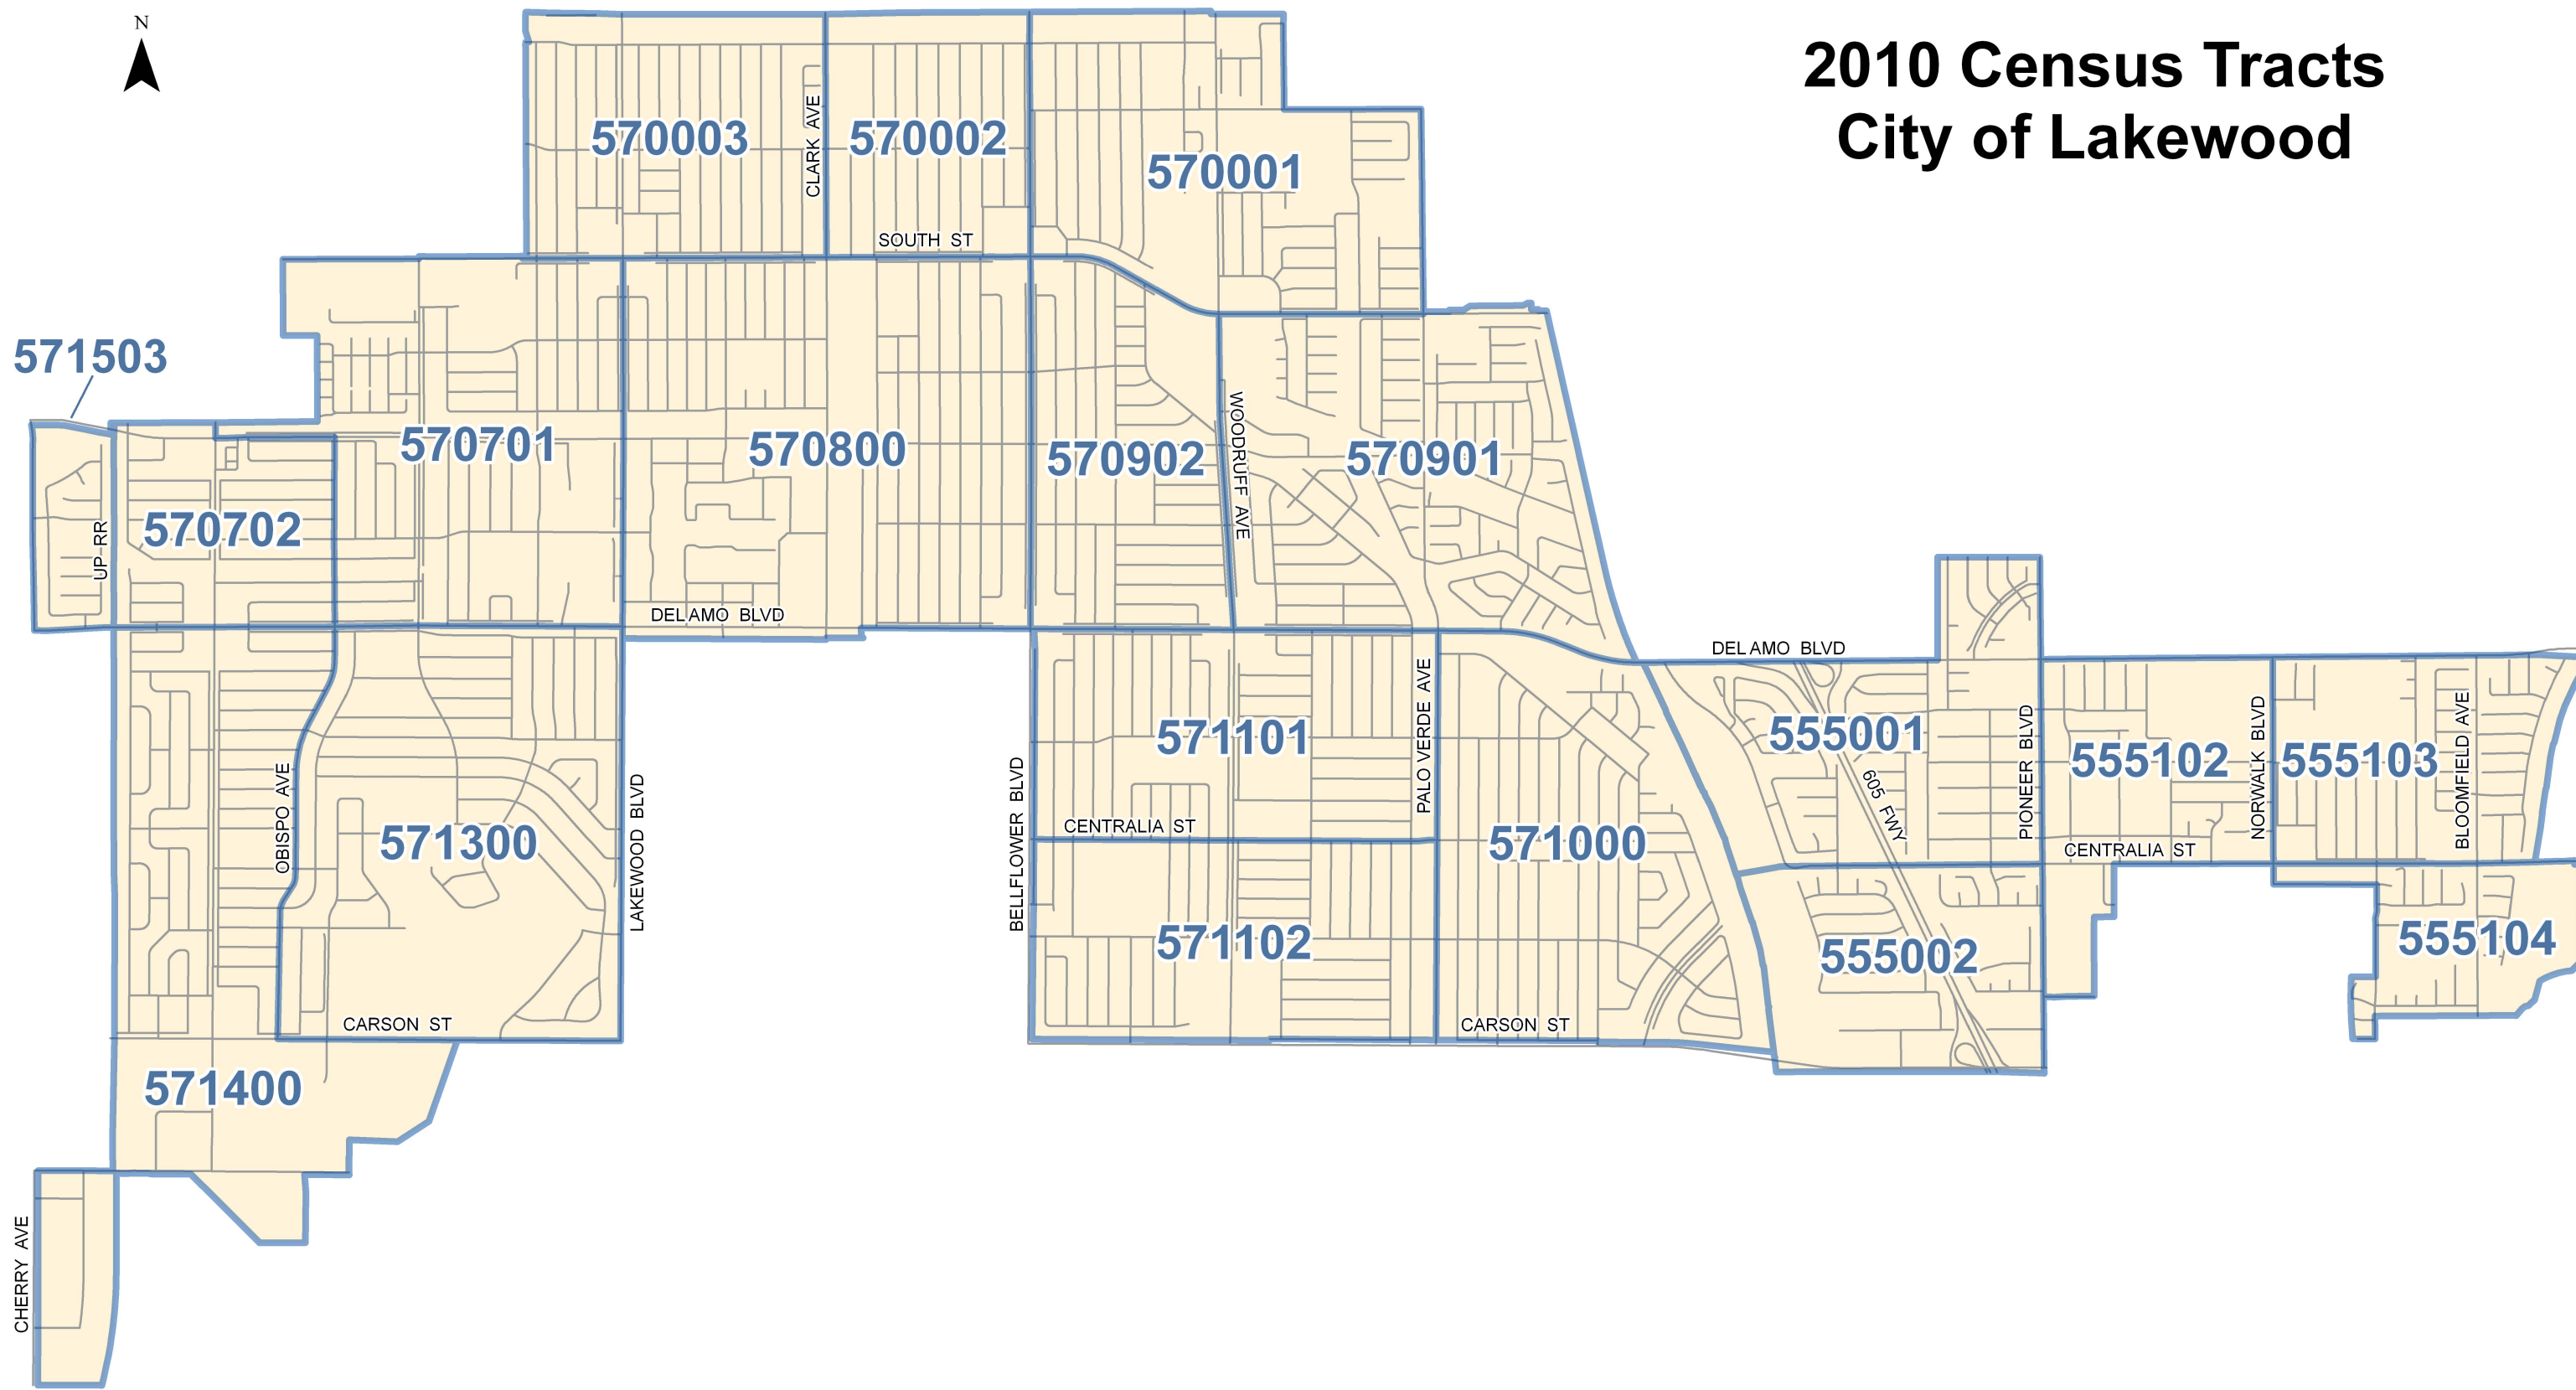 N
2010 Census Tracts
City of Lakewood
570003
CLARK AVE
570002
570001
SOUTH ST
571503
570701
570800
570902
WOODRUFF AVE
570901
UP RR
570702
DEL AMO BLVD
DEL AMO BLVD
571101
PALO VERDE AVE
555001
605 FWY
PIONEER BLVD
555102
NORWALK BLVD
555103
BLOOMFIELD AVE
OBISPO AVE
571300
LAKEWOOD BLVD
BELLFLOWER BLVD
CENTRALIA ST
571000
CENTRALIA ST
571102
555002
555104
CARSON ST
CARSON ST
571400
CHERRY AVE